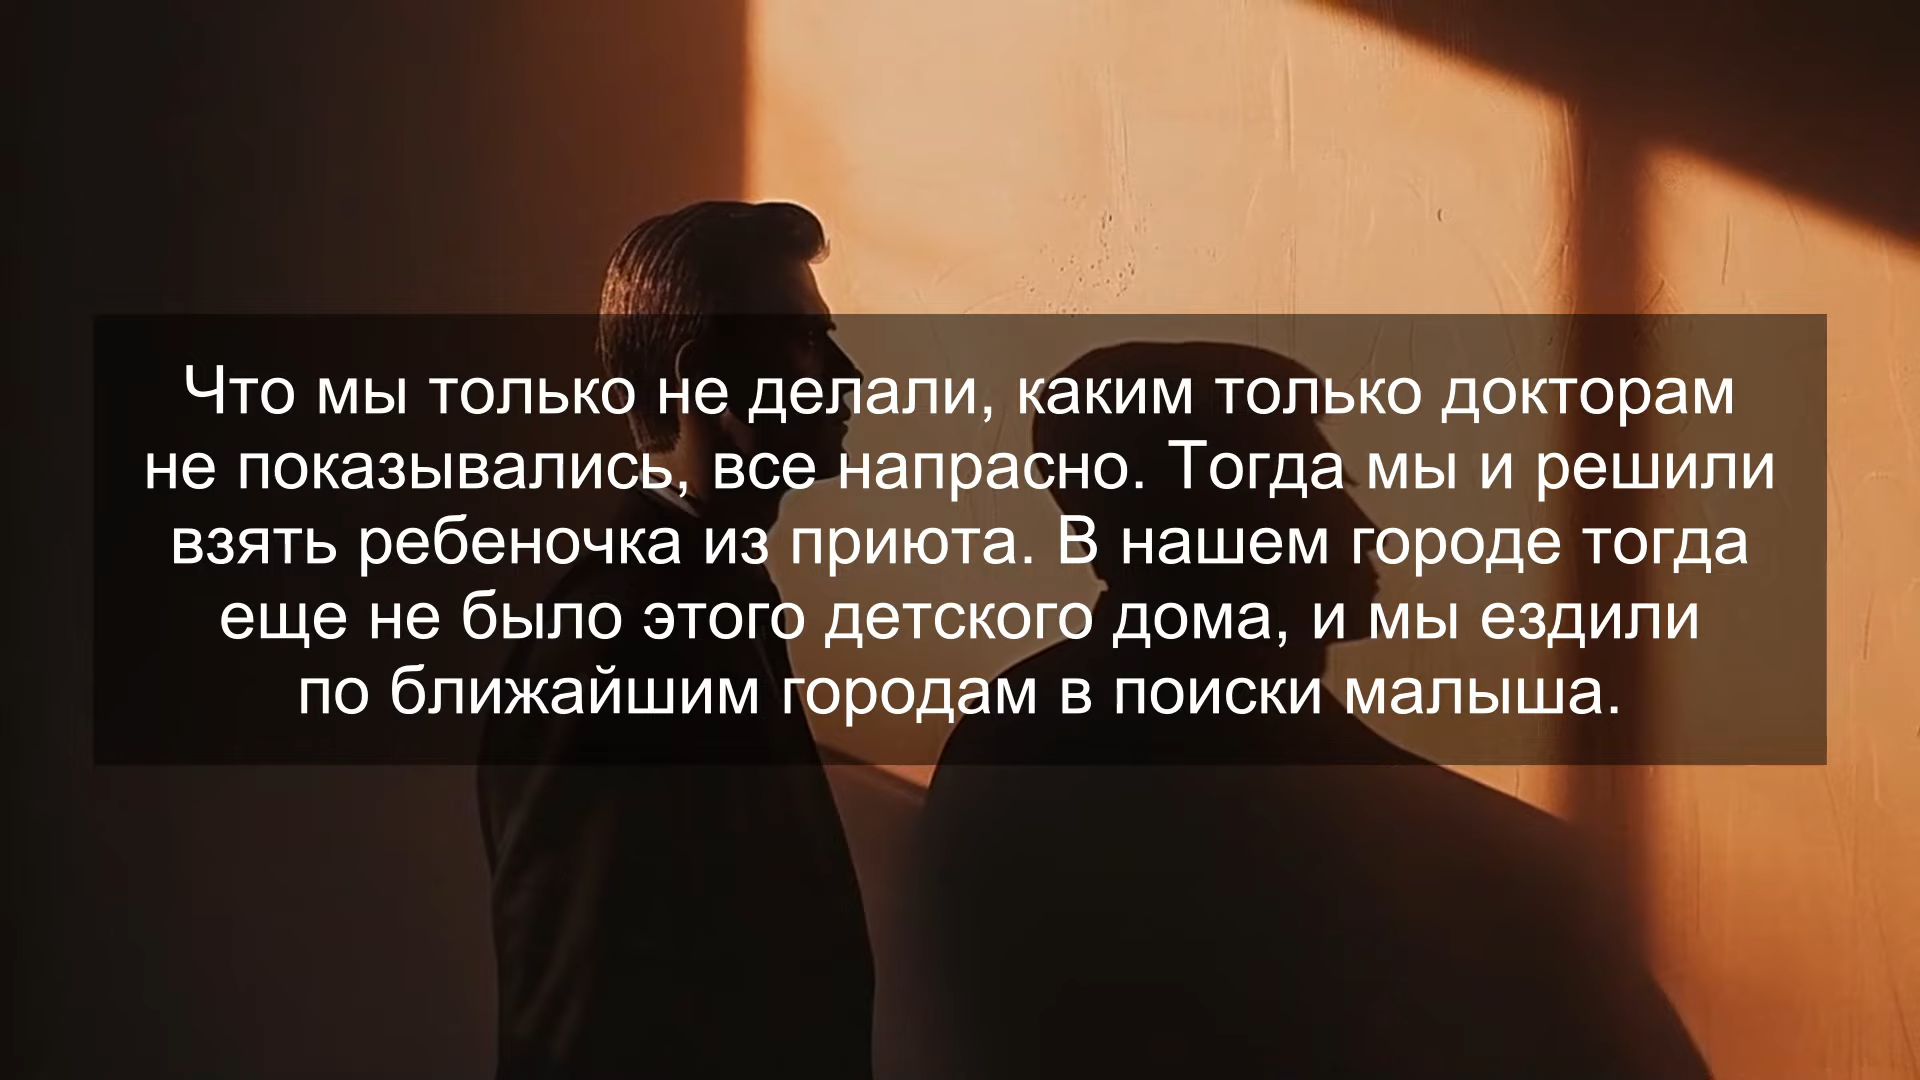 Что мы только не делали, каким только докторам
не показывались, все напрасно. Тогда мы и решили
взять ребеночка из приюта. В нашем городе тогда
еще не было этого детского дома, и мы ездили
по ближайшим городам в поиски малыша.